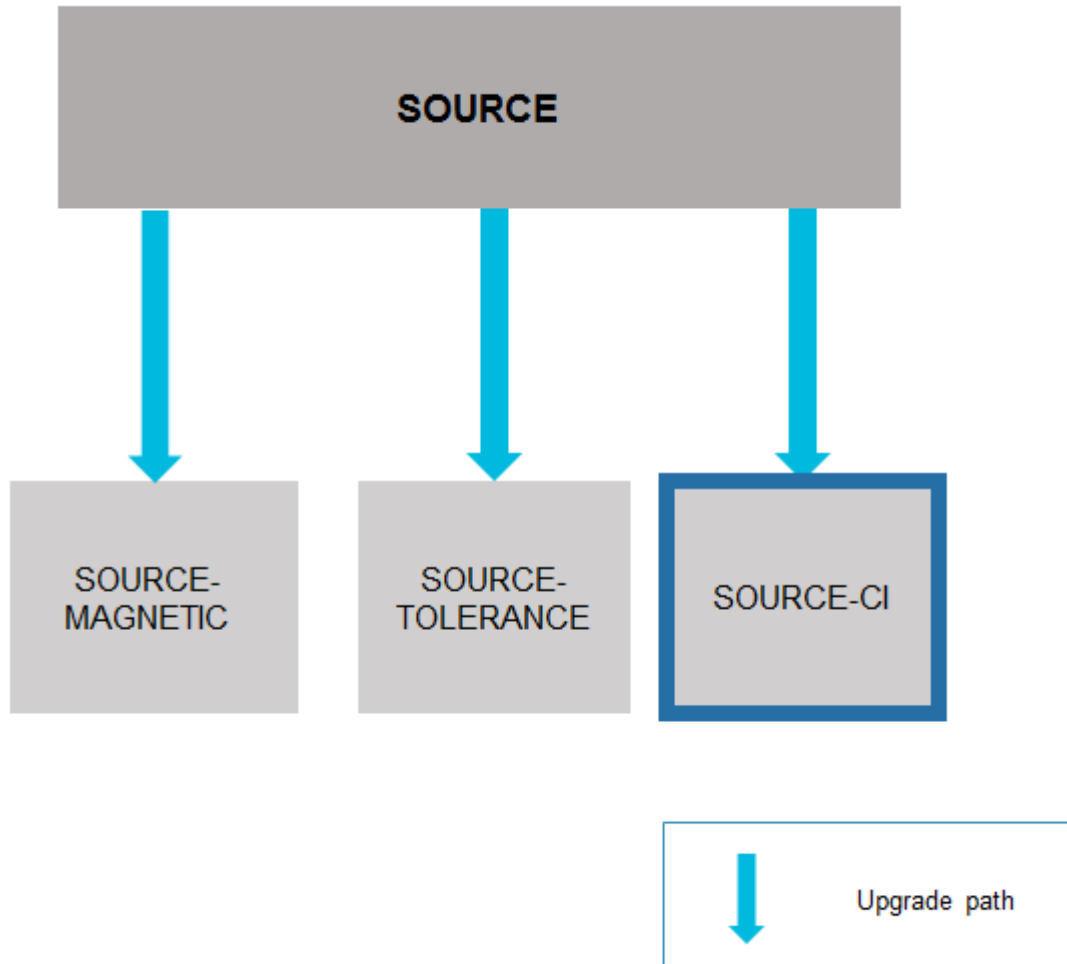 SOURCE
SOURCE-
MAGNETIC
SOURCE-
TOLERANCE
SOURCE-CI
Upgrade path